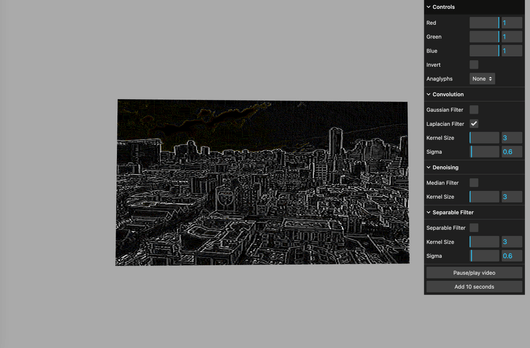 Controls
Red 1
Green 1
Blue 1
Invert
Anaglyphs None
Convolution
Gaussian Filter
Laplacian Filter
Kernel Size 3
Sigma 0.6
Denoising
Median Filter
Kernel Size 3
Separable Filter
Separable Filter
Kernel Size 3
Sigma 0.6
Pause/play video
Add 10 seconds